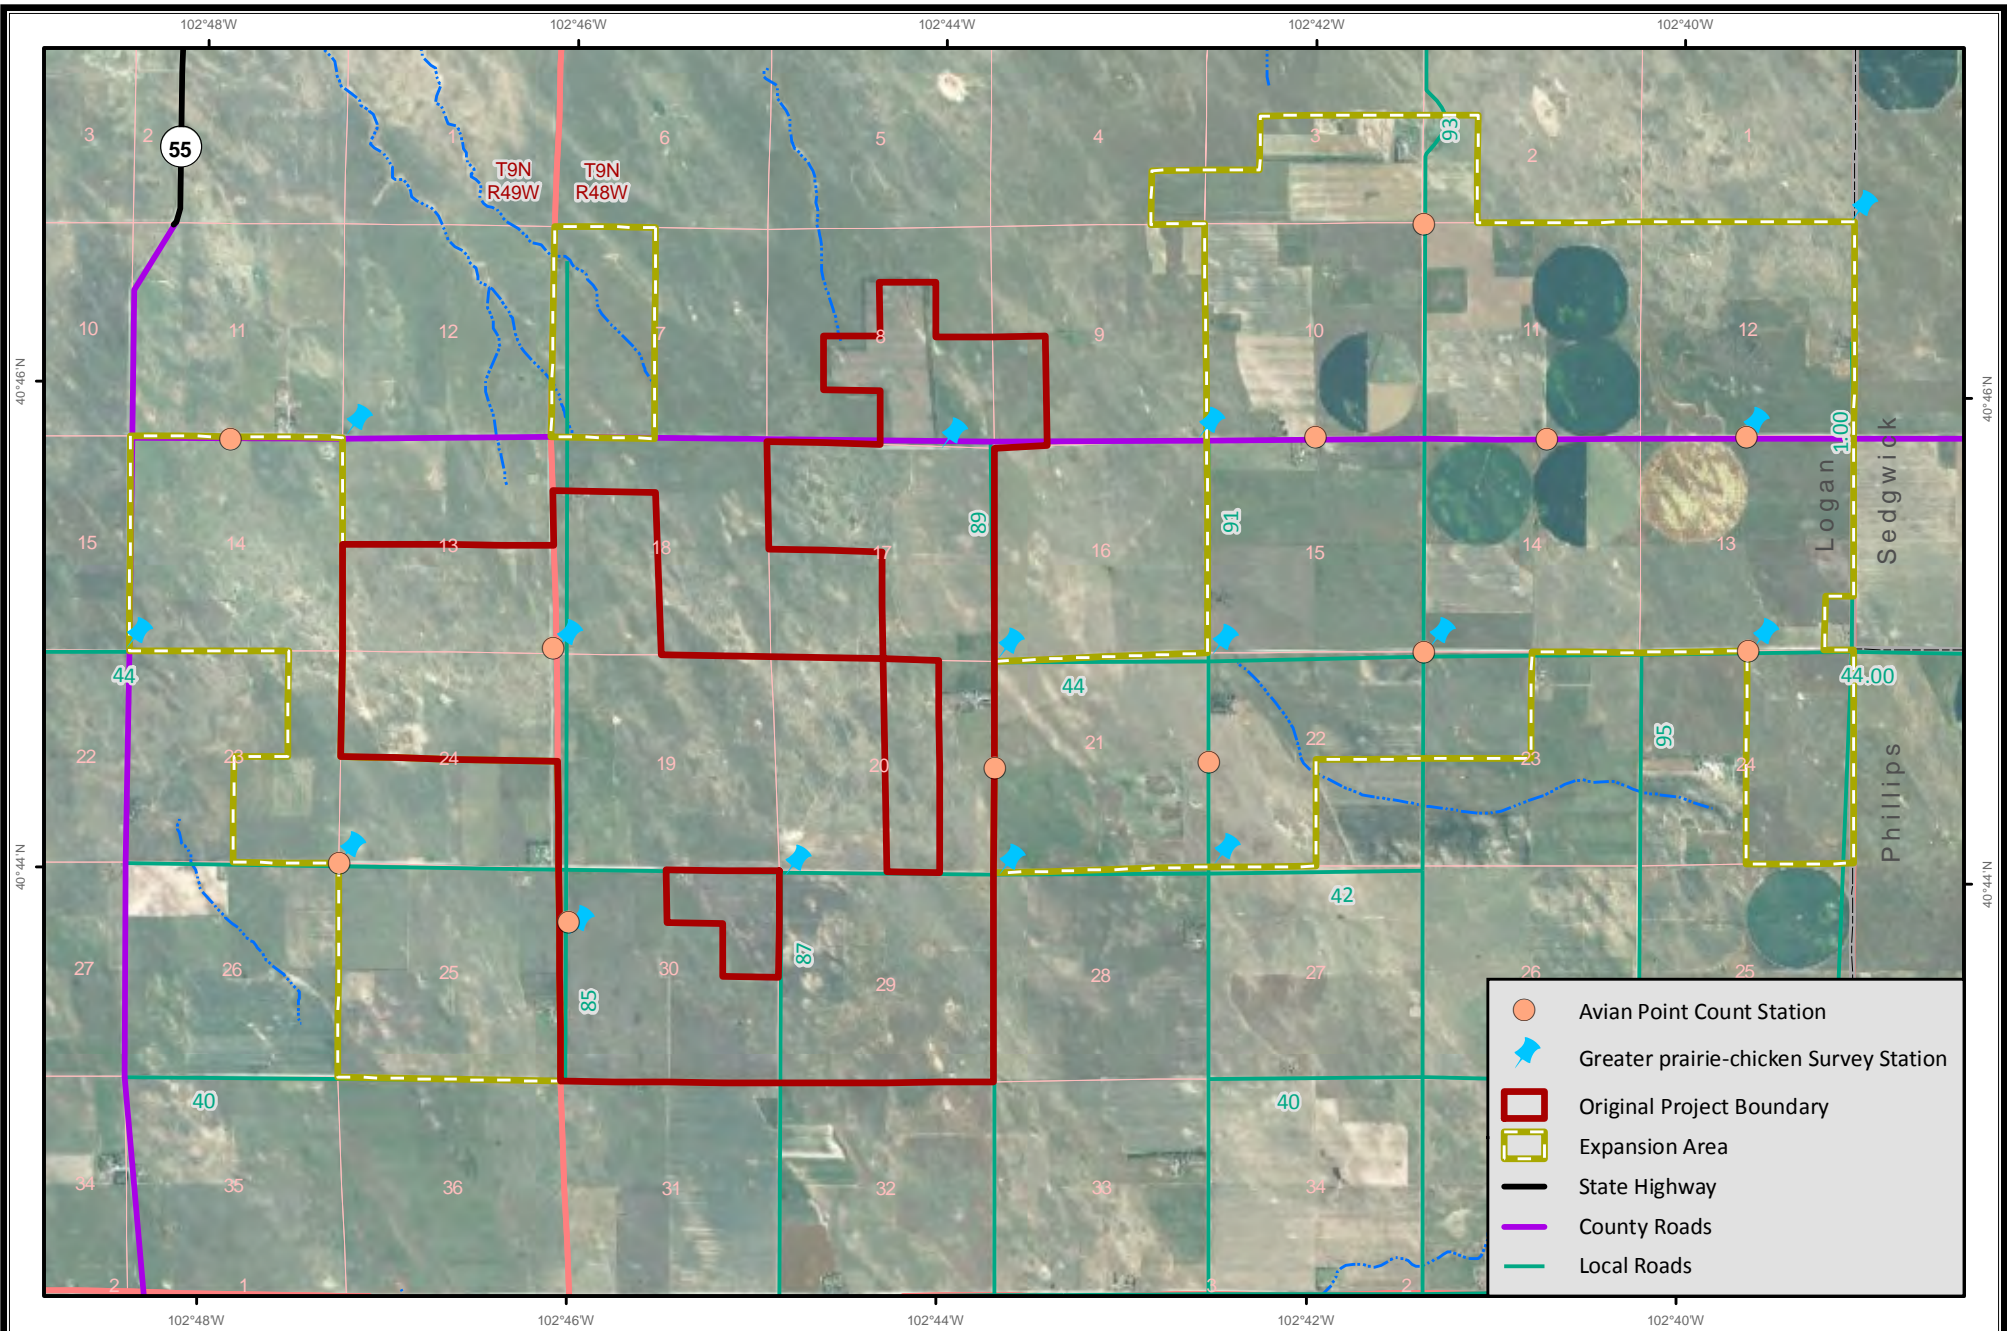 102°48'W 102°46'W 102°44'W 102°42'W 102°40'W
3 2 1 6 5 4 3 93 2 1
55
T9N T9N
R49W R48W
10 11 12 7 8 9 10 11 12
40°46'N 40°46'N
1.00
Logan
Sedgwick
15 14 13 18 17 89 16 91 15 14 13
44 44 44.00
22 23 24 19 20 21 22 23 95 24
Phillips
40°44'N 40°44'N
42
27 26 25 30 87 29 28 27 26 25
85
40 40
34 35 36 31 32 33 34
2 1 3 2
Avian Point Count Station
Greater prairie-chicken Survey Station
Original Project Boundary
Expansion Area
State Highway
County Roads
Local Roads
102°48'W 102°46'W 102°44'W 102°42'W 102°40'W